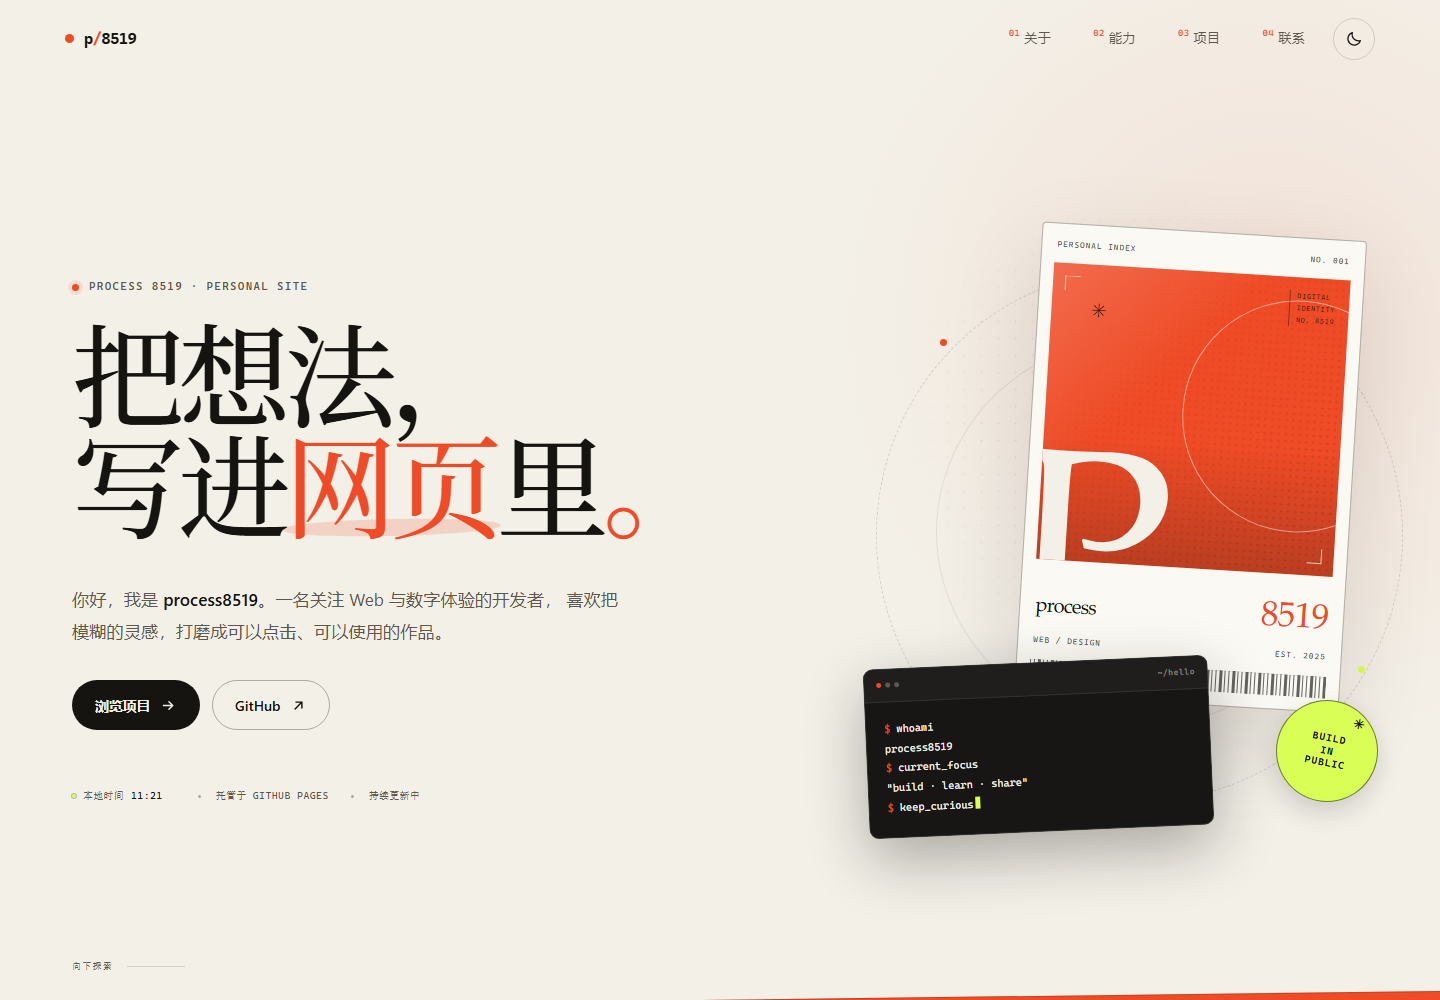 p/8519
01 关于
02 能力
03 项目
04 联系
PROCESS 8519 · PERSONAL SITE
把想法，
写进网页里。
你好，我是 process8519。一名关注 Web 与数字体验的开发者， 喜欢把
模糊的灵感，打磨成可以点击、可以使用的作品。
浏览项目 →
GitHub ↗
本地时间 11:21 • 托管于 GITHUB PAGES • 持续更新中
向下探索
PERSONAL INDEX
NO. 001
DIGITAL
IDENTITY
NO. 8519
P
process
8519
WEB / DESIGN
EST. 2025
~/hello
$ whoami
process8519
$ current_focus
"build · learn · share"
$ keep_curious
BUILD
IN
PUBLIC